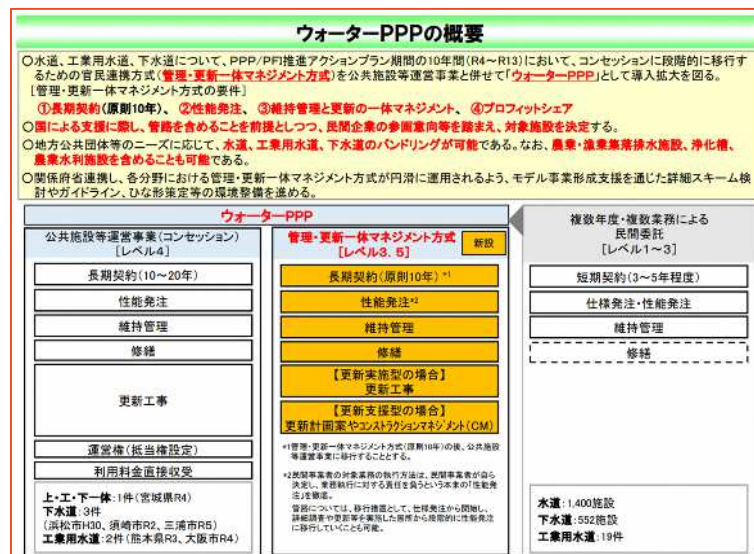 ウォーターPPPの概要
○水道、工業用水道、下水道について、PPP/PFI推進アクションプラン期間の10年間(R4~R13)において、コンセッションに段階的に移行す
るための官民連携方式(管理・更新一体マネジメント方式)を公共施設等運営事業と併せて「ウォーターPPP」として導入拡大を図る。
[管理・更新一体マネジメント方式の要件]
①長期契約(原則10年)、②性能発注、③維持管理と更新の一体マネジメント、④プロフィットシェア
○国による支援に際し、管路を含めることを前提としつつ、民間企業の参画意向等を踏まえ、対象施設を決定する。
○地方公共団体等のニーズに応じて、水道、工業用水道、下水道のバンドリングが可能である。なお、農業・漁業集落排水施設、浄化槽、
農業水利施設を含めることも可能である。
○関係府省連携し、各分野における管理・更新一体マネジメント方式が円滑に運用されるよう、モデル事業形成支援を通じた詳細スキーム検
討やガイドライン、ひな形策定等の環境整備を進める。
ウォーターPPP
公共施設等運営事業(コンセッション)
[レベル4]
長期契約(10~20年)
性能発注
維持管理
修繕
更新工事
運営権(抵当権設定)
利用料金直接収受
上・工・下一体:1件(宮城県R4)
下水道:3件
(浜松市H30、須崎市R2、三浦市R5)
工業用水道:2件(熊本県R3、大阪市R4)
管理・更新一体マネジメント方式
[レベル3.5]
新設
長期契約(原則10年) *1
性能発注*2
維持管理
修繕
【更新実施型の場合】
更新工事
【更新支援型の場合】
更新計画案やコンストラクションマネジメント(CM)
*1管理・更新一体マネジメント方式(原則10年)の後、公共施設
等運営事業に移行することとする。
*2民間事業者の対象業務の執行方法は、民間事業者が自ら
決定し、業務執行に対する責任を負うという本来の「性能発
注」を徹底。
管路については、移行措置として、仕様発注から開始し、
詳細調査や更新等を実施した箇所から段階的に性能発注
に移行していくことも可能。
複数年度・複数業務による
民間委託
[レベル1~3]
短期契約(3~5年程度)
仕様発注・性能発注
維持管理
修繕
水道:1,400施設
下水道:552施設
工業用水道:19件